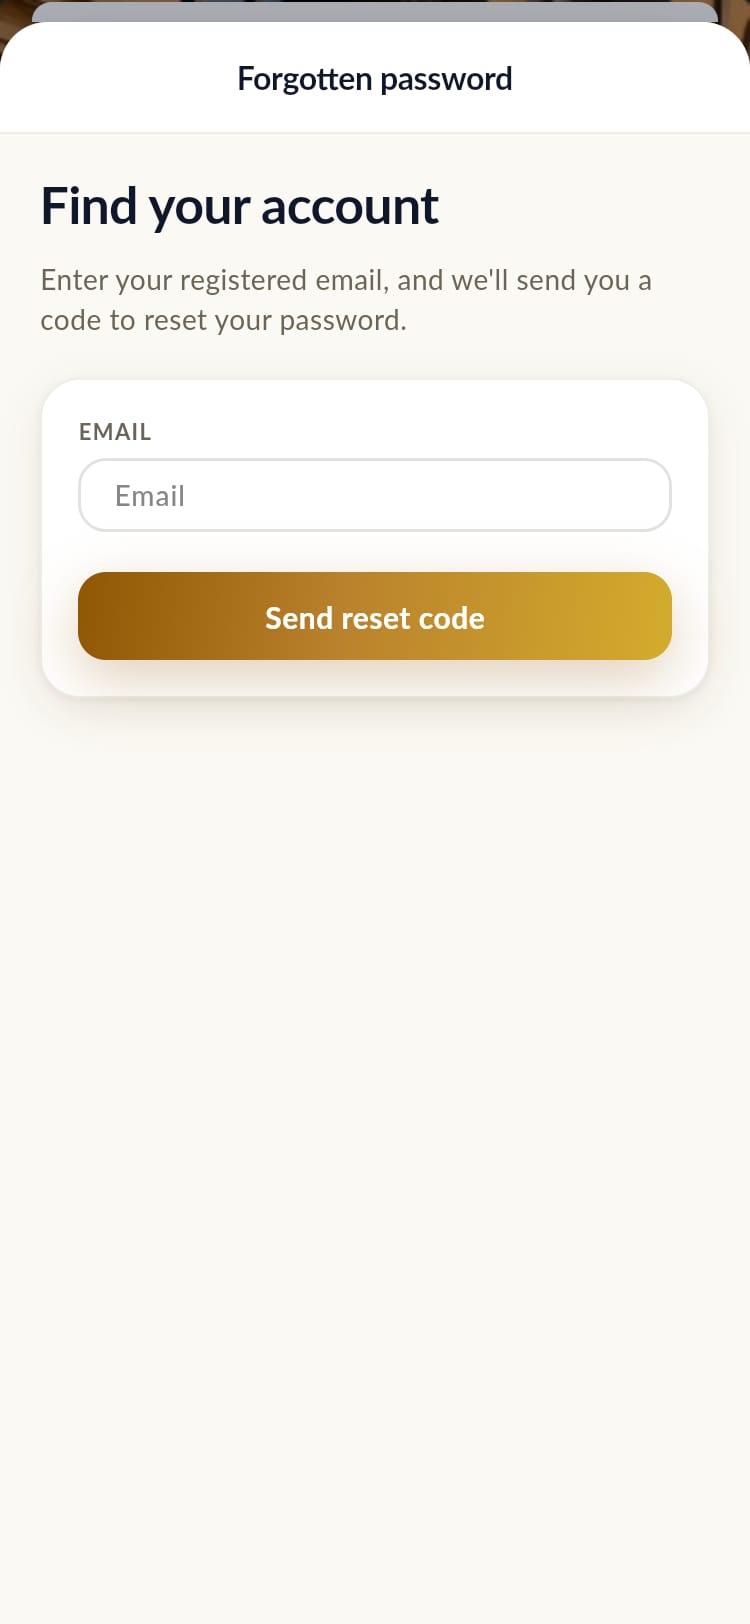 Forgotten password
Find your account
Enter your registered email, and we'll send you a
code to reset your password.
EMAIL
Email
Send reset code